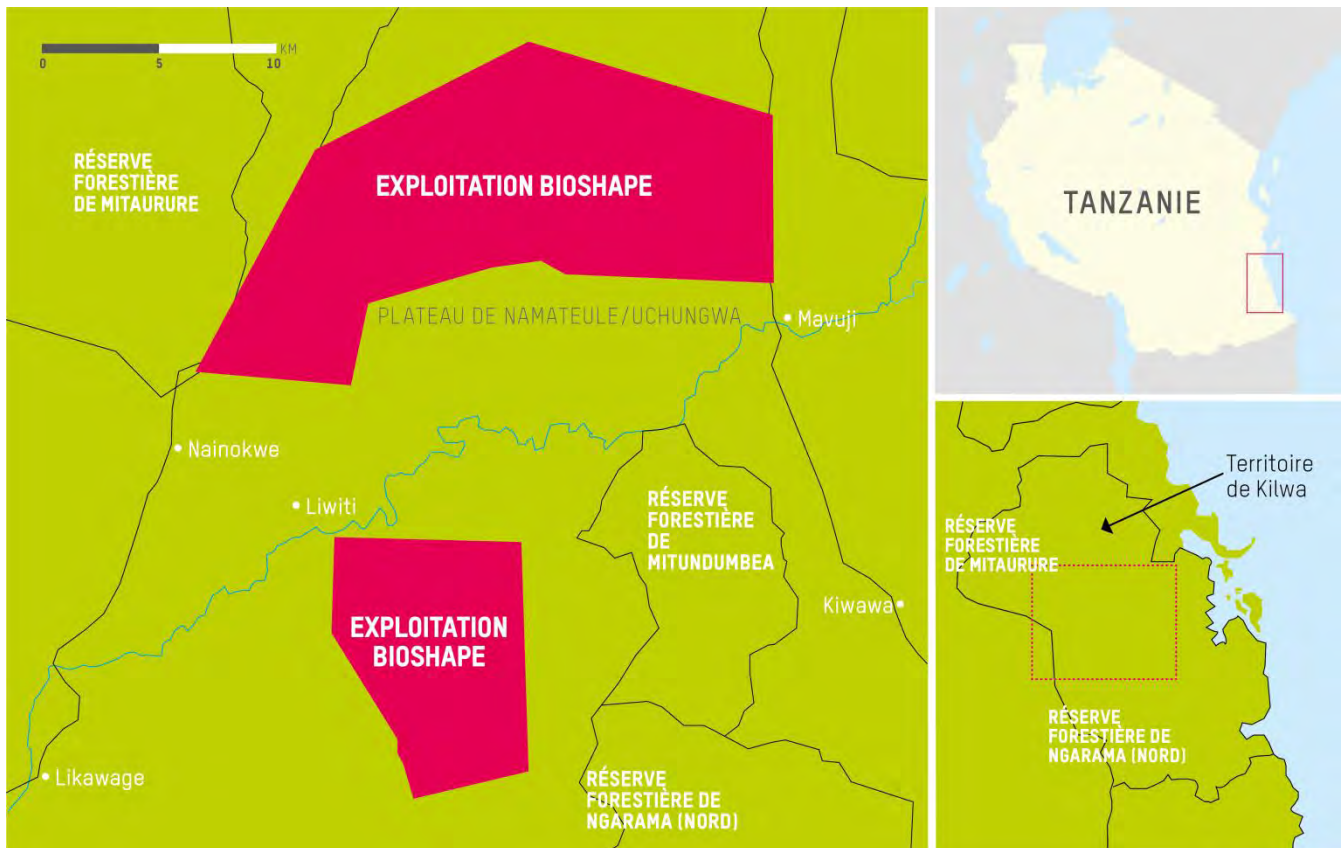 KM
0 5 10
RÉSERVE
FORESTIÈRE
DE MITAURURE
EXPLOITATION BIOSHAPE
PLATEAU DE NAMATEULE/UCHUNGWA
Mavuji
Nainokwe
Liwiti
RÉSERVE
FORESTIÈRE
DE
MITUNDUMBEA
Kiwawa
EXPLOITATION
BIOSHAPE
Likawage
RÉSERVE
FORESTIÈRE DE
NGARAMA (NORD)
TANZANIE
Territoire
de Kilwa
RÉSERVE
FORESTIÈRE
DE MITAURURE
RÉSERVE
FORESTIÈRE DE
NGARAMA (NORD)